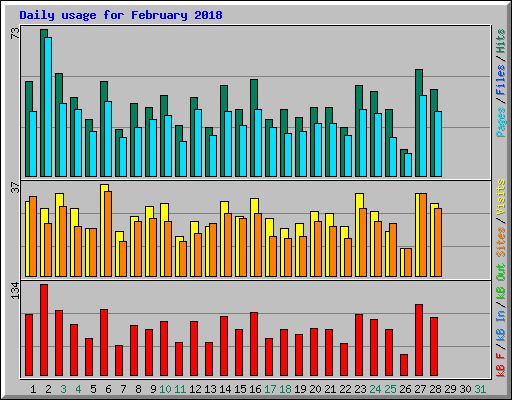 Daily usage for February 2018
73
Pages / Files / Hits
37
Sites / Visits
134
kB F / kB In / kB Out
1 2 3 4 5 6 7 8 9 10 11 12 13 14 15 16 17 18 19 20 21 22 23 24 25 26 27 28 29 30 31